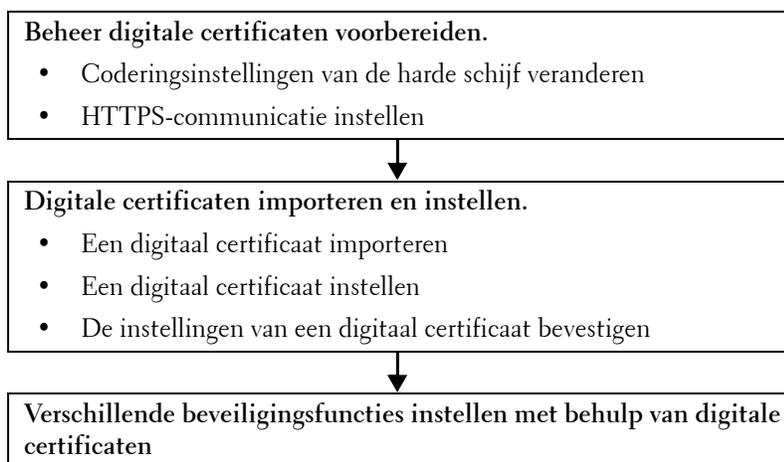 Beheer digitale certificaten voorbereiden.
• Coderingsinstellingen van de harde schijf veranderen
• HTTPS-communicatie instellen
Digitale certificaten importeren en instellen.
• Een digitaal certificaat importeren
• Een digitaal certificaat instellen
• De instellingen van een digitaal certificaat bevestigen
Verschillende beveiligingsfuncties instellen met behulp van digitale
certificaten